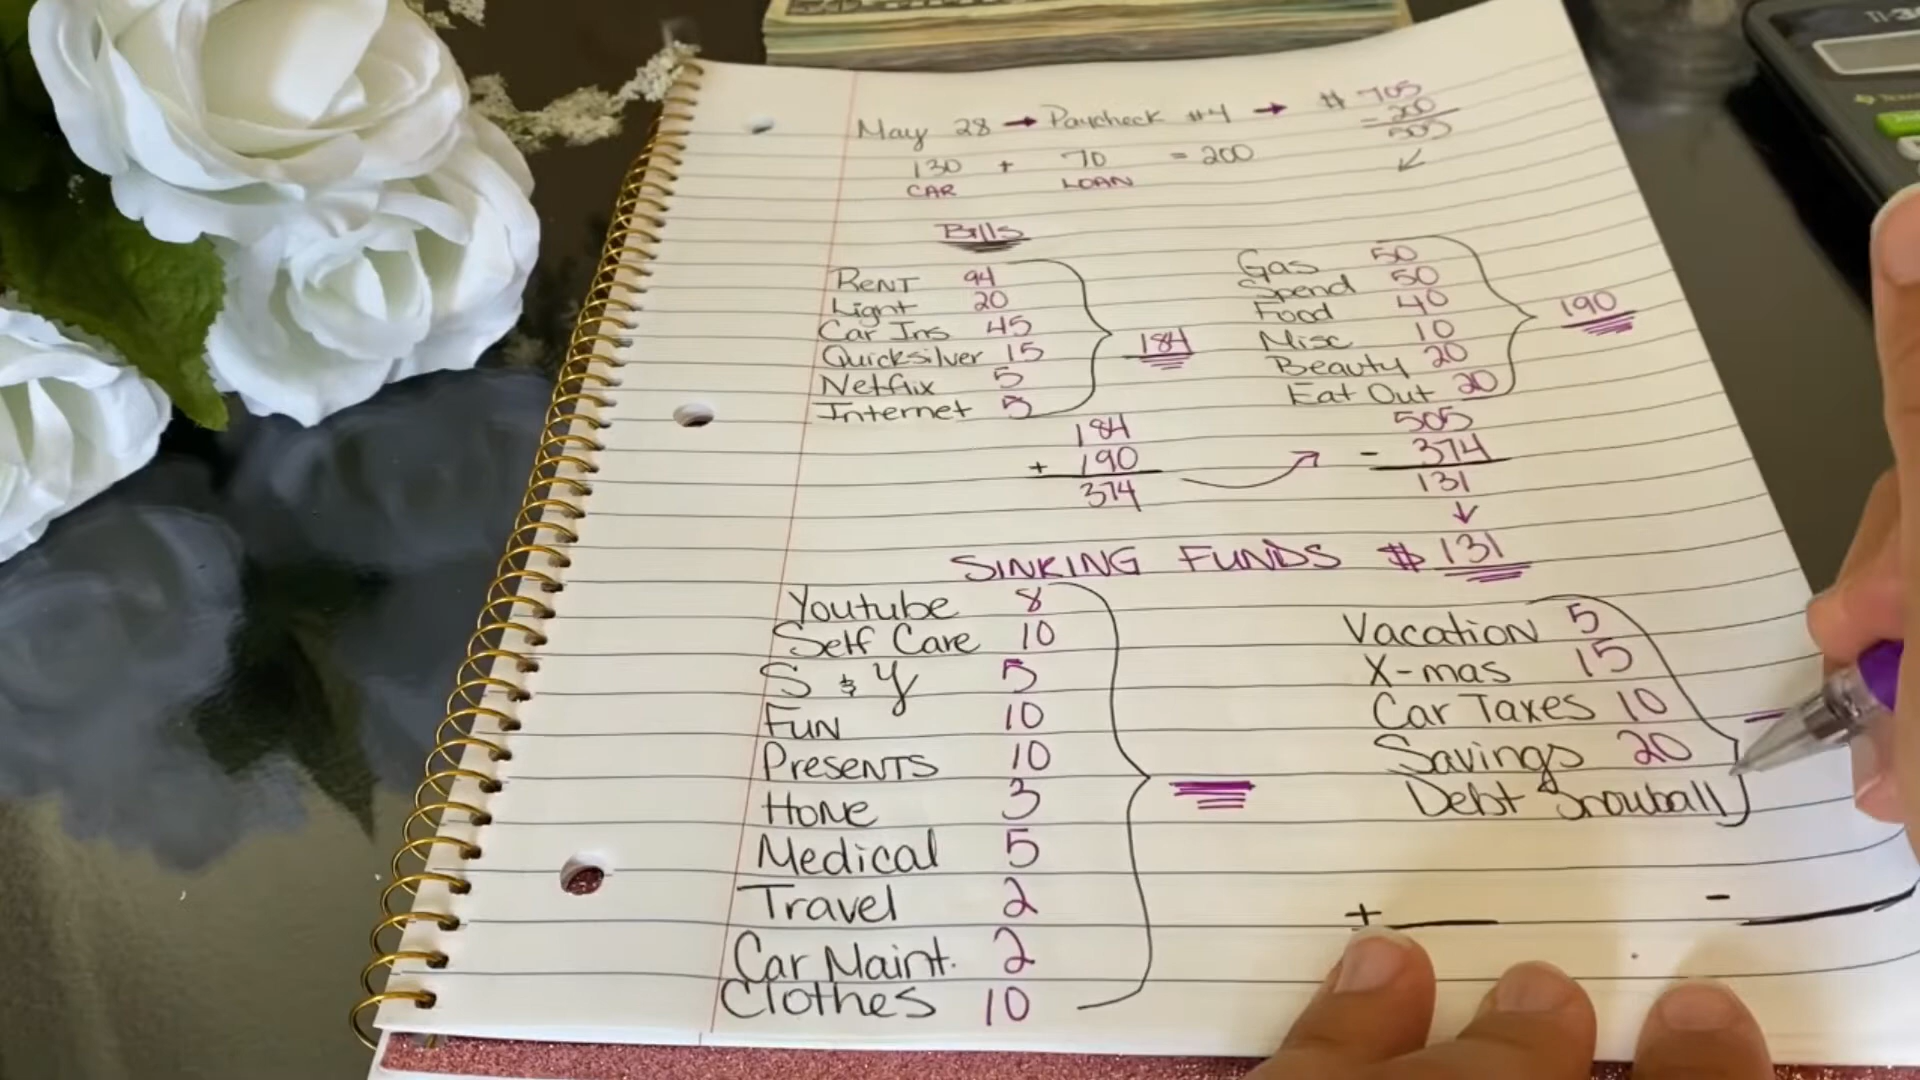 May 28 → Paycheck #4 → $ 705
- 200
505
130 + 70 = 200
CAR LOAN
Bills
RENT 94
Light 20
Car Ins 45
Quicksilver 15
Netflix 5
Internet 5
184
Gas 50
Spend 50
Food 40
Misc 10
Beauty 20
Eat Out 20
190
184
+ 190
374
505
- 374
131
SINKING FUNDS $ 131
Youtube 8
Self Care 10
S & Y 5
FUN 10
PRESENTS 10
HOME 3
Medical 5
Travel 2
Car Maint. 2
Clothes 10
Vacation 5
X-mas 15
Car Taxes 10
Savings 20
Debt Snowball
+
-